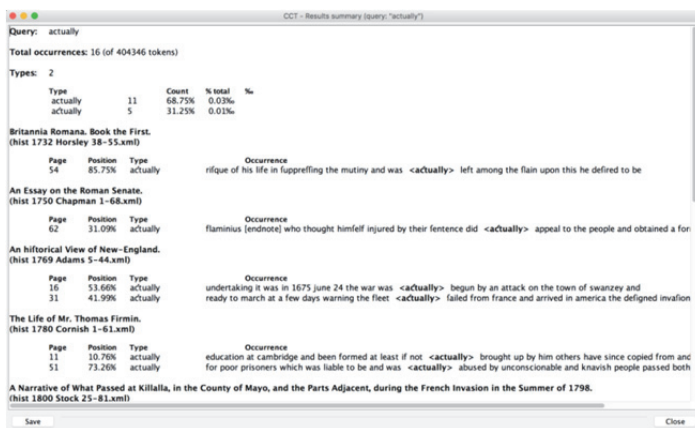 CCT - Results summary (query: "actually")
Query: actually
Total occurrences: 16 (of 404346 tokens)
Types: 2
Type Count % total ‰
actually 11 68.75% 0.03‰
actually 5 31.25% 0.01‰
Britannia Romana. Book the First.
(hist 1732 Horsley 38-55.xml)
Page Position Type Occurrence
54 85.75% actually riſque of his life in ſuppreſſing the mutiny and was <actually> left among the ſlain upon this he deſired to be
An Essay on the Roman Senate.
(hist 1750 Chapman 1-68.xml)
Page Position Type Occurrence
62 31.09% actually flaminius [endnote] who thought himſelf injured by their ſentence did <actually> appeal to the people and obtained a for
An hiſtorical View of New-England.
(hist 1769 Adams 5-44.xml)
Page Position Type Occurrence
16 53.66% actually undertaking it was in 1675 june 24 the war was <actually> begun by an attack on the town of swanzey and
31 41.99% actually ready to march at a few days warning the fleet <actually> ſailed from france and arrived in america the deſigned invaſion
The Life of Mr. Thomas Firmin.
(hist 1780 Cornish 1-61.xml)
Page Position Type Occurrence
11 10.76% actually education at cambridge and been formed at least if not <actually> brought up by him others have since copied from and
51 73.26% actually for poor prisoners which was liable to be and was <actually> abused by unconscionable and knavish people passed both
A Narrative of What Passed at Killalla, in the County of Mayo, and the Parts Adjacent, during the French Invasion in the Summer of 1798.
(hist 1800 Stock 25-81.xml)
Save Close